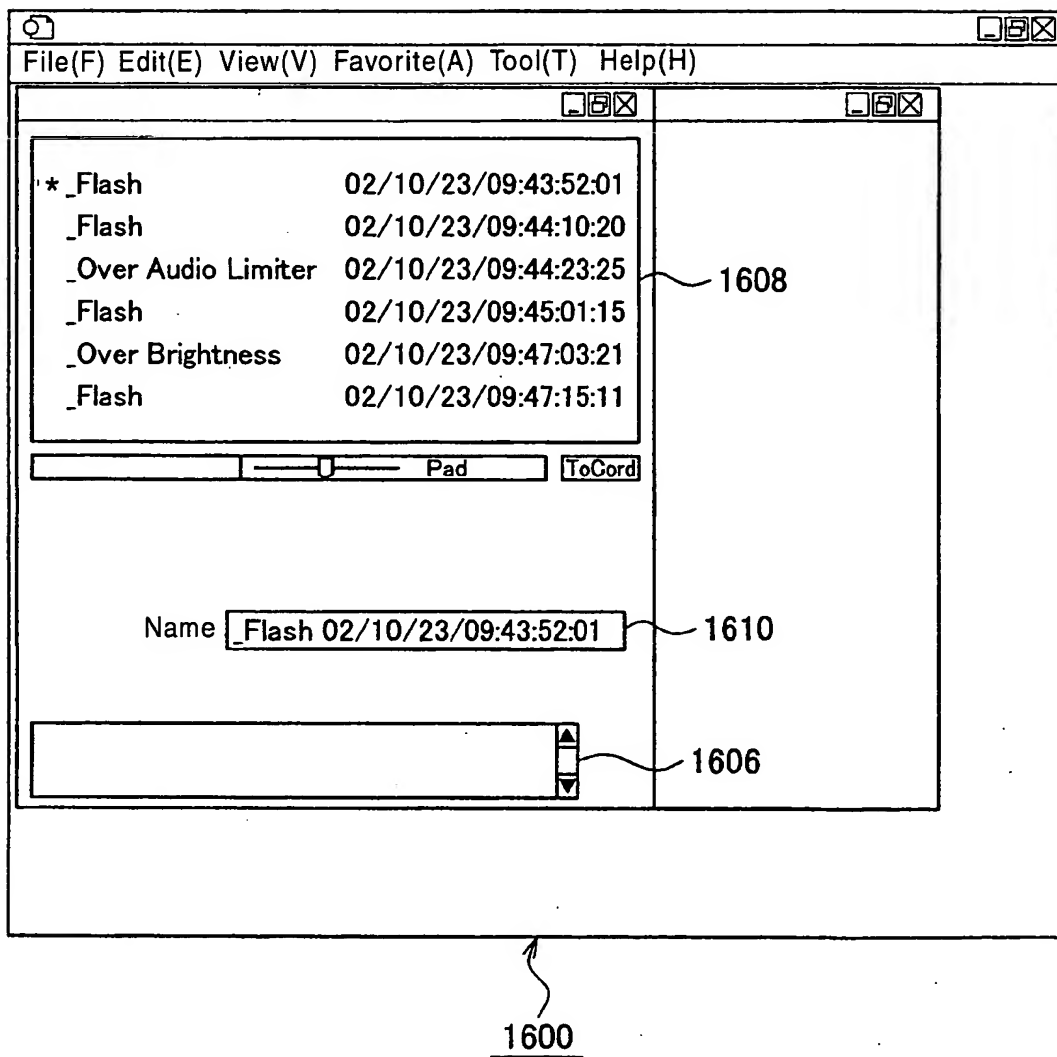 File(F) Edit(E) View(V) Favorite(A) Tool(T) Help(H)
*_Flash 02/10/23/09:43:52:01
_Flash 02/10/23/09:44:10:20
_Over Audio Limiter 02/10/23/09:44:23:25
1608
_Flash 02/10/23/09:45:01:15
_Over Brightness 02/10/23/09:47:03:21
_Flash 02/10/23/09:47:15:11
Pad ToCord
Name _Flash 02/10/23/09:43:52:01 1610
1606
1600